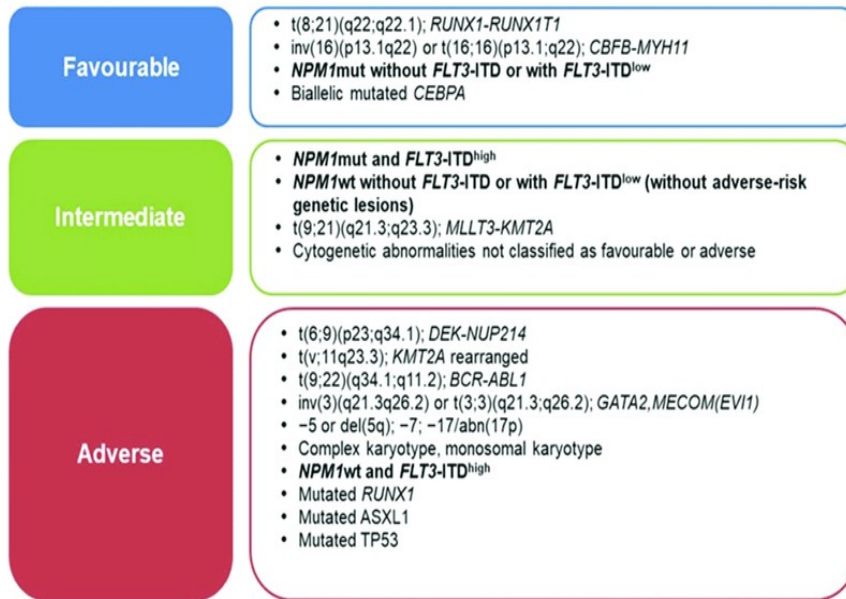 Favourable
• t(8;21)(q22;q22.1); RUNX1-RUNX1T1
• inv(16)(p13.1q22) or t(16;16)(p13.1;q22); CBFB-MYH11
• NPM1mut without FLT3-ITD or with FLT3-ITDlow
• Biallelic mutated CEBPA
Intermediate
• NPM1mut and FLT3-ITDhigh
• NPM1wt without FLT3-ITD or with FLT3-ITDlow (without adverse-risk
genetic lesions)
• t(9;21)(q21.3;q23.3); MLLT3-KMT2A
• Cytogenetic abnormalities not classified as favourable or adverse
Adverse
• t(6;9)(p23;q34.1); DEK-NUP214
• t(v;11q23.3); KMT2A rearranged
• t(9;22)(q34.1;q11.2); BCR-ABL1
• inv(3)(q21.3q26.2) or t(3;3)(q21.3;q26.2); GATA2,MECOM(EVI1)
• −5 or del(5q); −7; −17/abn(17p)
• Complex karyotype, monosomal karyotype
• NPM1wt and FLT3-ITDhigh
• Mutated RUNX1
• Mutated ASXL1
• Mutated TP53